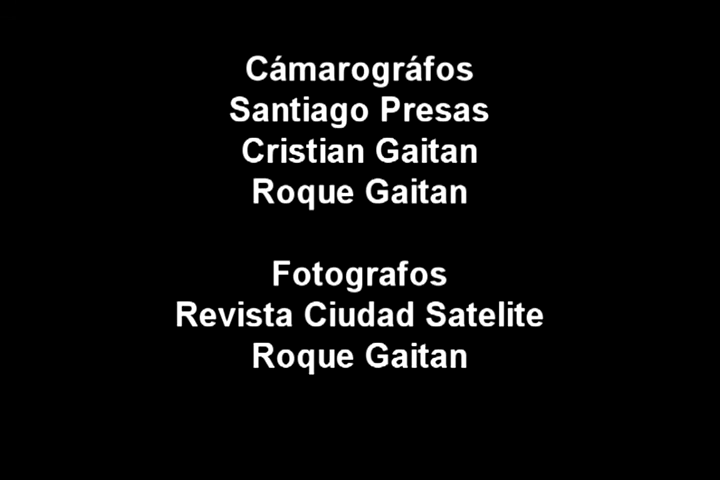 Cámarográfos
Santiago Presas
Cristian Gaitan
Roque Gaitan
Fotografos
Revista Ciudad Satelite
Roque Gaitan